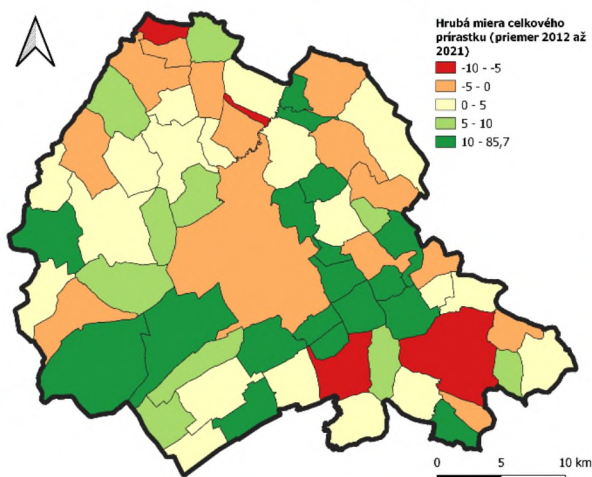 Hrubá miera celkového
prírastku (priemer 2012 až
2021)
-10 - -5
-5 - 0
0 - 5
5 - 10
10 - 85,7
0 5 10 km